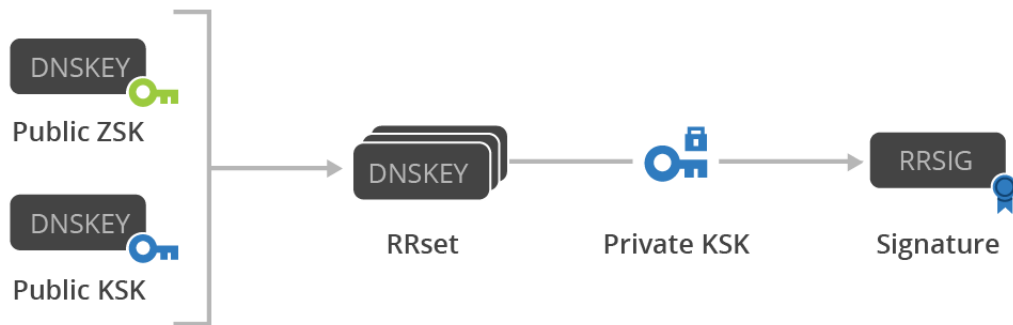 DNSKEY
Public ZSK
DNSKEY
Public KSK
DNSKEY
RRset
Private KSK
RRSIG
Signature